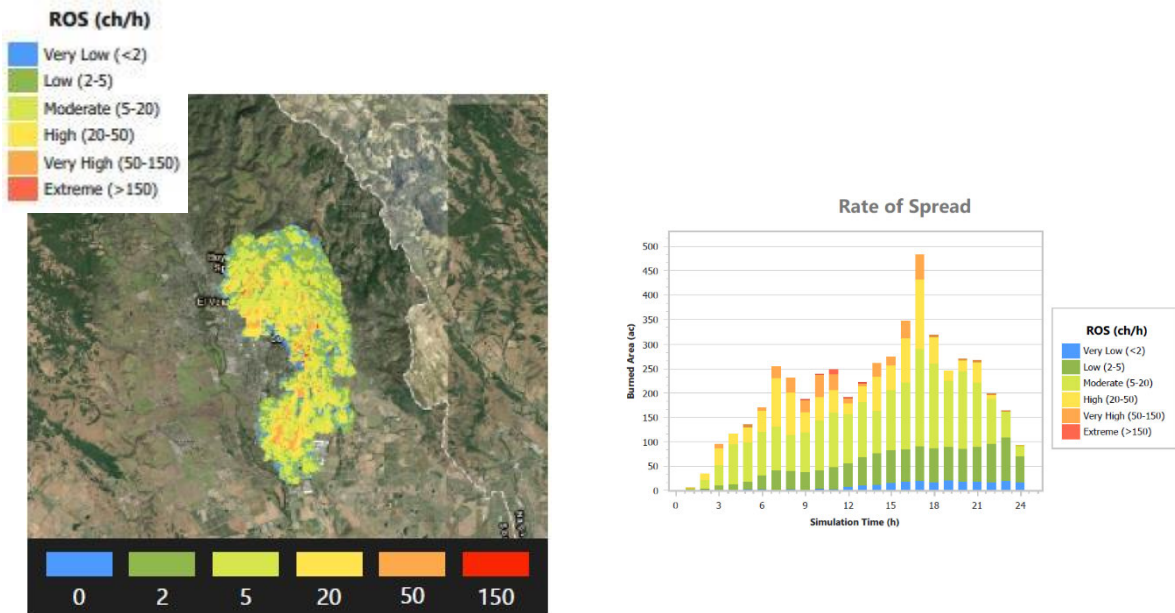 ROS (ch/h)
Very Low (<2)
Low (2-5)
Moderate (5-20)
High (20-50)
Very High (50-150)
Extreme (>150)
0 2 5 20 50 150
Rate of Spread
Burned Area (ac)
500
450
400
350
300
250
200
150
100
50
0
0 3 6 9 12 15 18 21 24
Simulation Time (h)
ROS (ch/h)
Very Low (<2)
Low (2-5)
Moderate (5-20)
High (20-50)
Very High (50-150)
Extreme (>150)